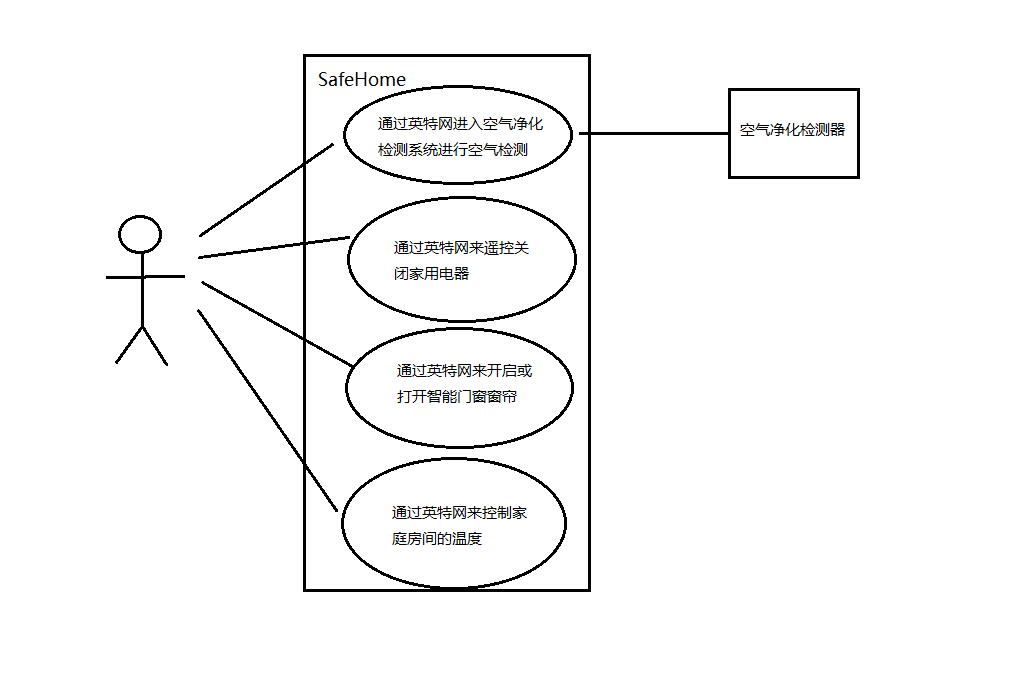 SafeHome
通过英特网进入空气净化
检测系统进行空气检测
空气净化检测器
通过英特网来遥控关
闭家用电器
通过英特网来开启或
打开智能门窗窗帘
通过英特网来控制家
庭房间的温度